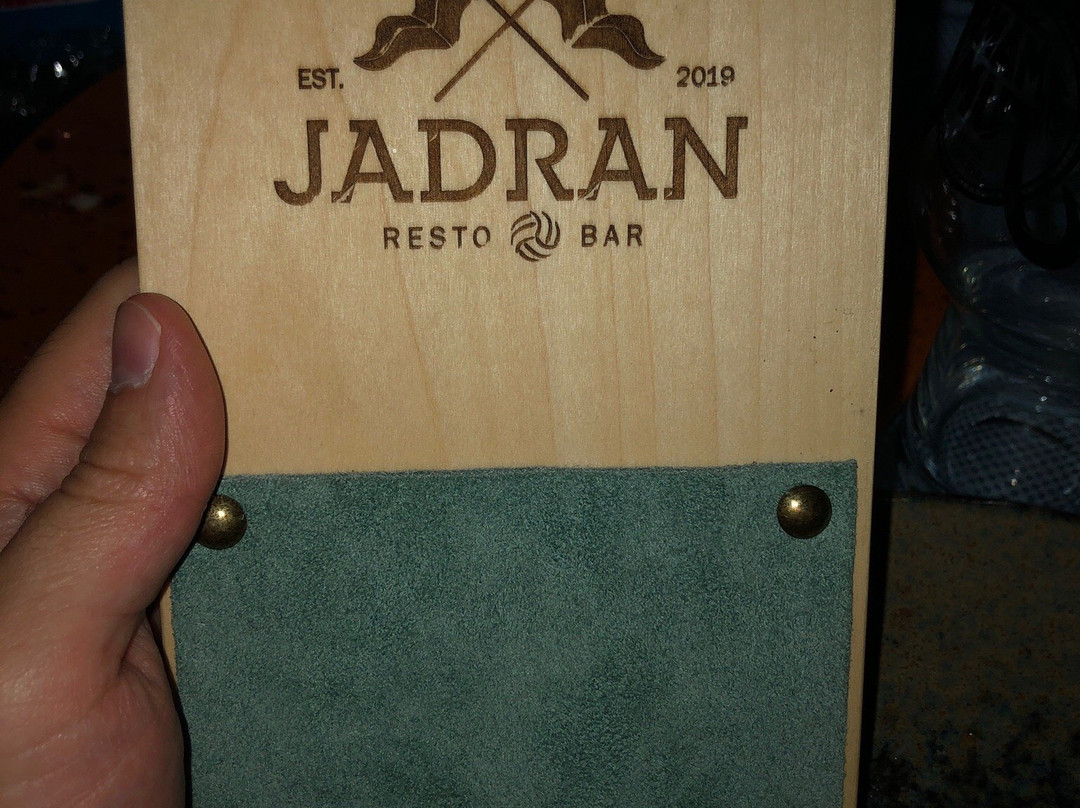 EST. 2019
JADRAN
RESTO BAR